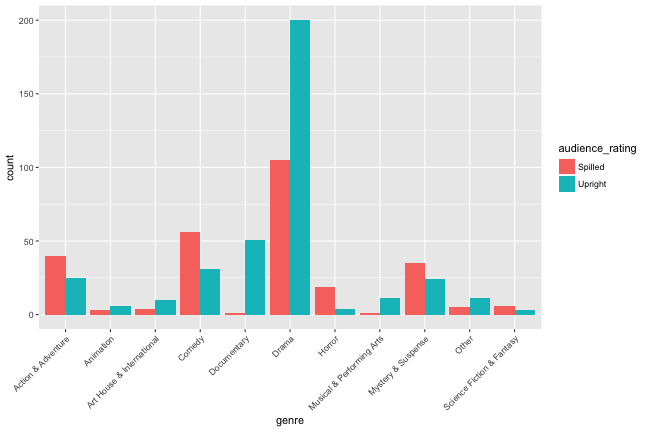 200
150
100
50
0
count
Action & Adventure
Animation
Art House & International
Comedy
Documentary
Drama
Horror
Musical & Performing Arts
Mystery & Suspense
Other
Science Fiction & Fantasy
genre
audience_rating
Spilled
Upright